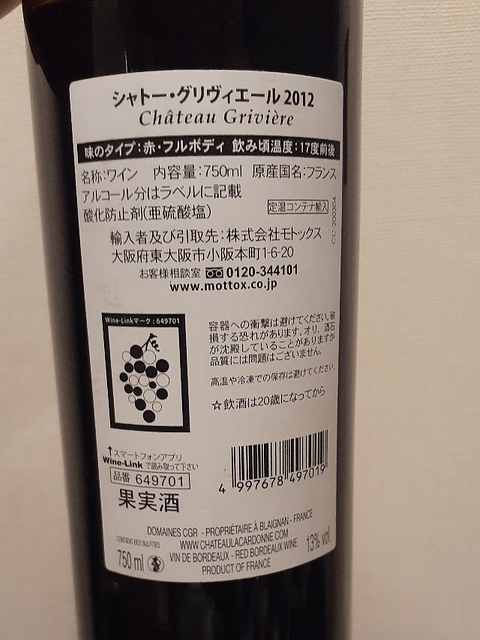 シャトー・グリヴィエール 2012
Château Grivière
味のタイプ：赤・フルボディ 飲み頃温度：17度前後
名称：ワイン 内容量：750ml 原産国名：フランス
アルコール分はラベルに記載
酸化防止剤(亜硫酸塩) 定温コンテナ輸入
輸入者及び引取先：株式会社モトックス
大阪府東大阪市小阪本町1-6-20
お客様相談室 0120-344101
www.mottox.co.jp
Wine-Linkマーク：649701
容器への衝撃は避けてください。破
損する恐れがあります。オリ、酒石
が沈殿していることがありますが
品質には問題はございません。
高温や冷凍での保存は避けてください。
☆飲酒は20歳になってから
↑スマートフォンアプリ
Wine-Link で読み取って下さい
品番 649701
果実酒
4 997678 497019
DOMAINES CGR - PROPRIÉTAIRE À BLAIGNAN - FRANCE
CONTIENT DES SULFITES WWW.CHATEAULACARDONNE.COM 13% vol
750 ml VIN DE BORDEAUX - RED BORDEAUX WINE
PRODUCT OF FRANCE